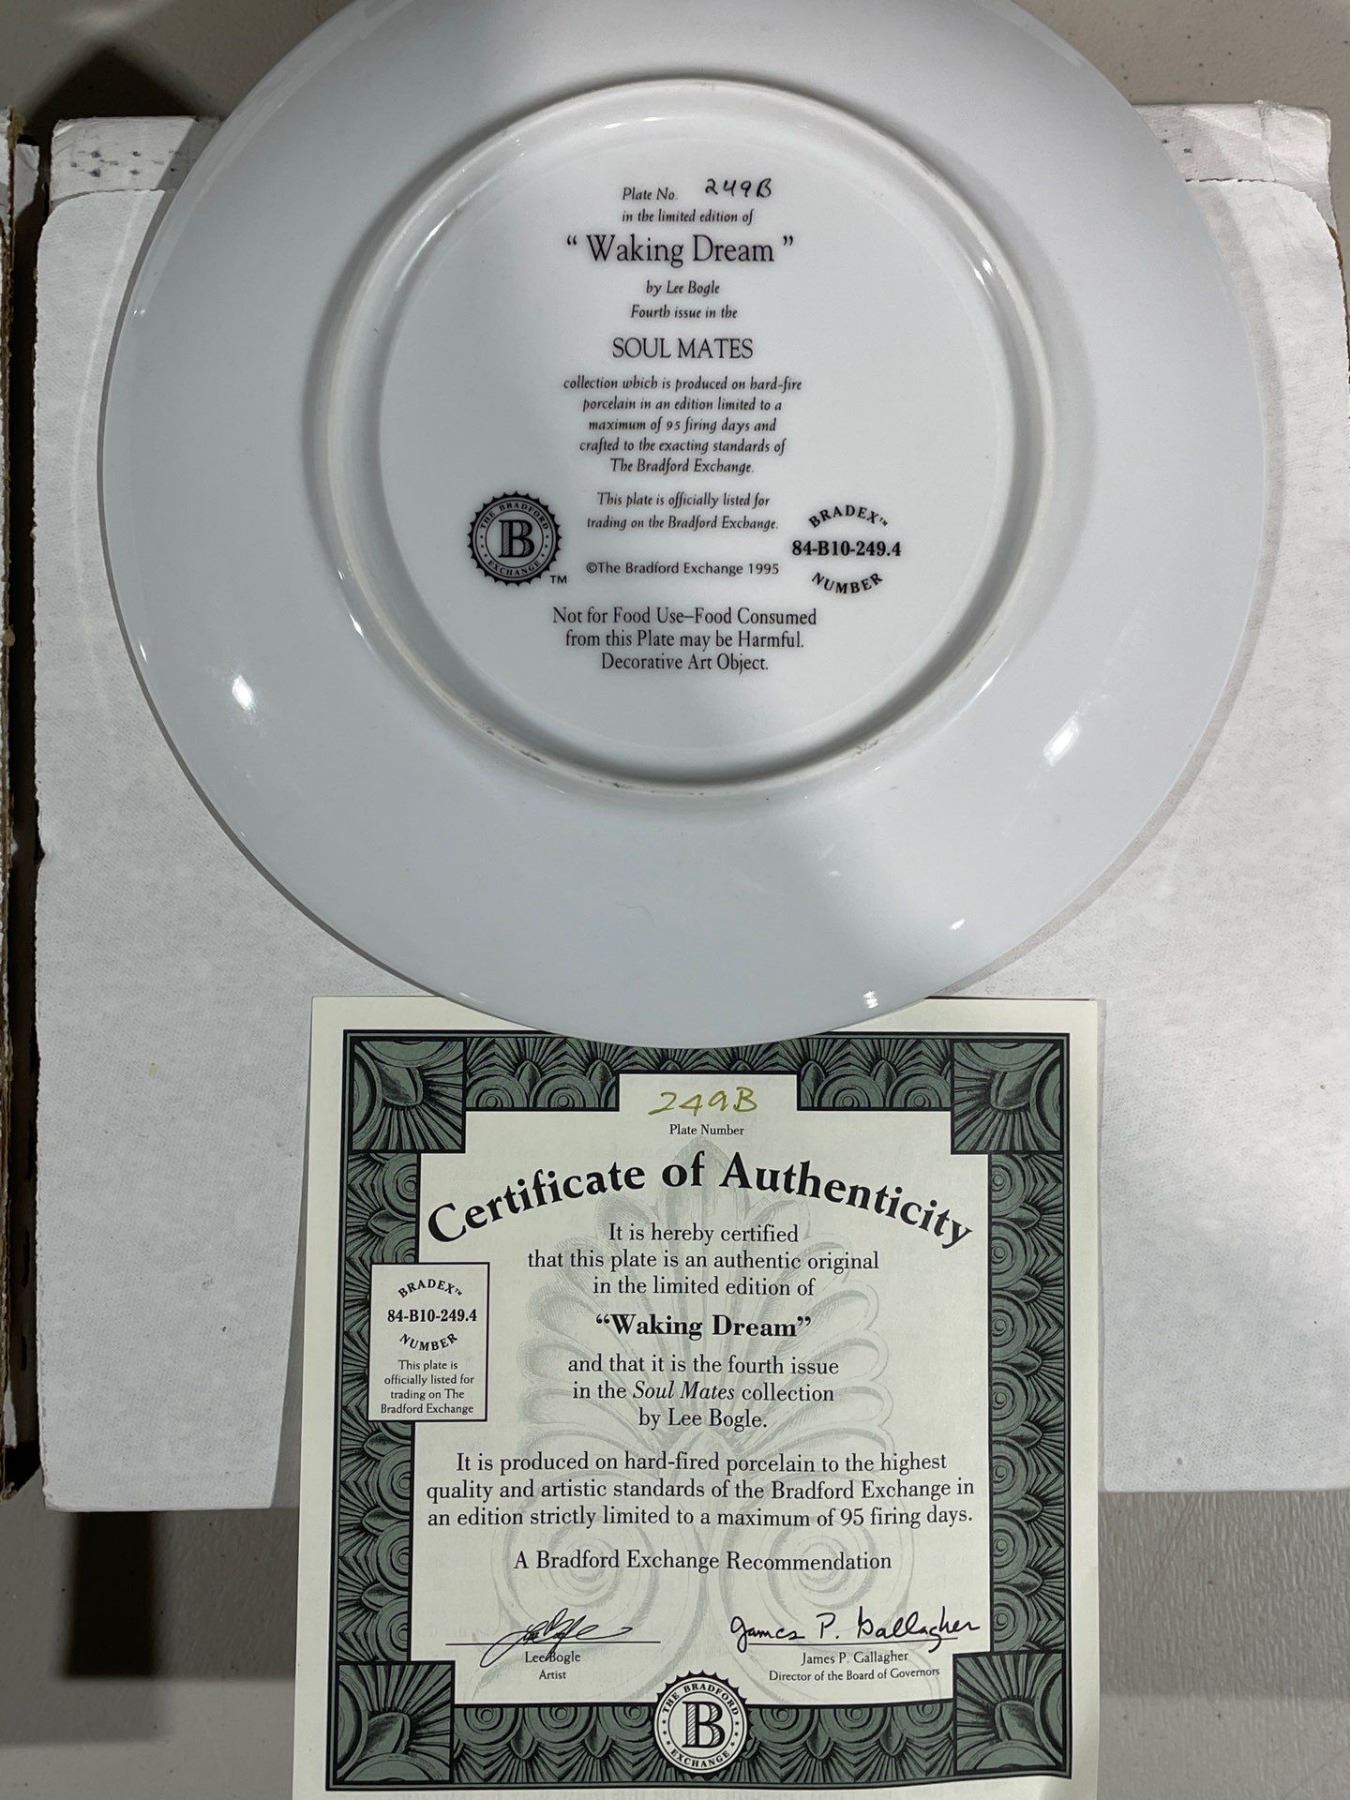 Plate No. 249B
in the limited edition of
“ Waking Dream ”
by Lee Bogle
Fourth issue in the
SOUL MATES
collection which is produced on hard-fire
porcelain in an edition limited to a
maximum of 95 firing days and
crafted to the exacting standards of
The Bradford Exchange.
This plate is officially listed for
trading on the Bradford Exchange.
THE BRADFORD
B
EXCHANGE
TM
BRADEX™
84-B10-249.4
NUMBER
©The Bradford Exchange 1995
Not for Food Use–Food Consumed
from this Plate may be Harmful.
Decorative Art Object.
249B
Plate Number
Certificate of Authenticity
It is hereby certified
that this plate is an authentic original
in the limited edition of
“Waking Dream”
and that it is the fourth issue
in the Soul Mates collection
by Lee Bogle.
BRADEX™
84-B10-249.4
NUMBER
This plate is
officially listed for
trading on The
Bradford Exchange
It is produced on hard-fired porcelain to the highest
quality and artistic standards of the Bradford Exchange in
an edition strictly limited to a maximum of 95 firing days.
A Bradford Exchange Recommendation
Lee Bogle
Lee Bogle
Artist
James P. Gallagher
James P. Gallagher
Director of the Board of Governors
THE BRADFORD
B
EXCHANGE